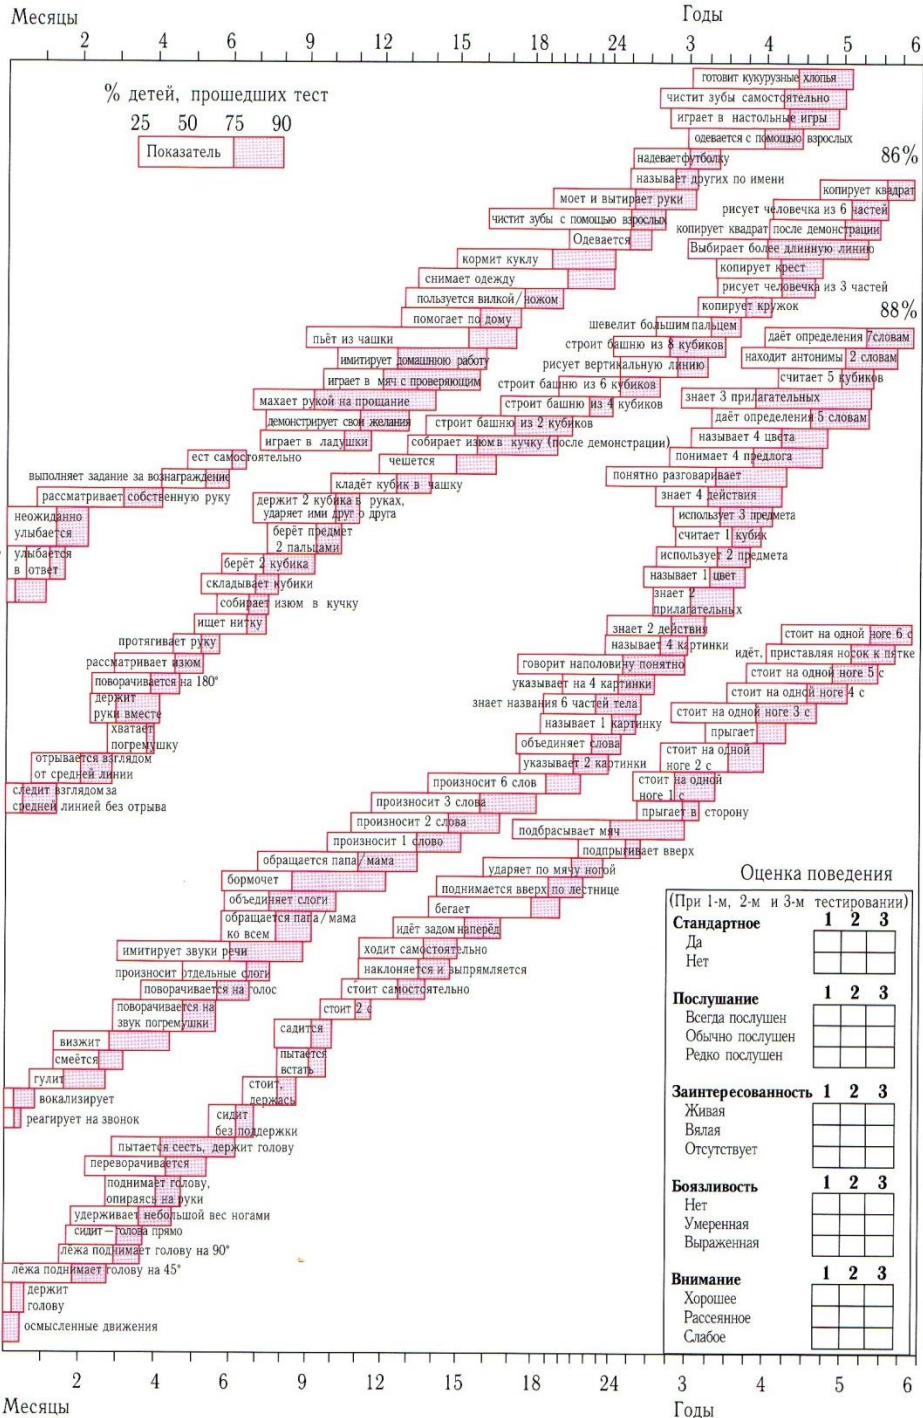 Месяцы Годы
2 4 6 9 12 15 18 24 3 4 5 6
% детей, прошедших тест
25 50 75 90
Показатель
готовит кукурузные хлопья
чистит зубы самостоятельно
играет в настольные игры
одевается с помощью взрослых
86%
надевает футболку
называет других по имени
копирует квадрат
моет и вытирает руки
рисует человечка из 6 частей
чистит зубы с помощью взрослых
копирует квадрат после демонстрации
Одевается
Выбирает более длинную линию
кормит куклу
копирует крест
снимает одежду
рисует человечка из 3 частей
пользуется вилкой/ножом
копирует кружок
88%
помогает по дому
шевелит большим пальцем
пьёт из чашки
даёт определения 7 словам
строит башню из 8 кубиков
имитирует домашнюю работу
находит антонимы 2 словам
рисует вертикальную линию
играет в мяч с проверяющим
считает 5 кубиков
строит башню из 6 кубиков
махает рукой на прощание
знает 3 прилагательных
строит башню из 4 кубиков
демонстрирует свои желания
даёт определения 5 словам
строит башню из 2 кубиков
играет в ладушки
называет 4 цвета
собирает изюм в кучку (после демонстрации)
ест самостоятельно
понимает 4 предлога
чешется
выполняет задание за вознаграждение
понятно разговаривает
кладёт кубик в чашку
рассматривает собственную руку
знает 4 действия
держит 2 кубика в руках,
ударяет ими друг о друга
неожиданно
улыбается
использует 3 предмета
берёт предмет
2 пальцами
считает 1 кубик
улыбается
в ответ
использует 2 предмета
берёт 2 кубика
называет 1 цвет
складывает кубики
знает 2
прилагательных
собирает изюм в кучку
ищет нитку
знает 2 действия
стоит на одной ноге 6 с
протягивает руку
называет 4 картинки
идёт, приставляя носок к пятке
рассматривает изюм
говорит наполовину понятно
стоит на одной ноге 5 с
поворачивается на 180°
указывает на 4 картинки
стоит на одной ноге 4 с
держит
руки вместе
знает названия 6 частей тела
стоит на одной ноге 3 с
хватает
погремушку
называет 1 картинку
прыгает
объединяет слова
стоит на одной
ноге 2 с
отрывается взглядом
от средней линии
указывает 2 картинки
следит взглядом за
средней линией без отрыва
произносит 6 слов
стоит на одной
ноге 1 с
произносит 3 слова
прыгает в сторону
произносит 2 слова
подбрасывает мяч
произносит 1 слово
подпрыгивает вверх
обращается папа/мама
ударяет по мячу ногой
бормочет
поднимается вверх по лестнице
объединяет слоги
бегает
обращается папа/мама
ко всем
идёт задом наперёд
имитирует звуки речи
ходит самостоятельно
произносит отдельные слоги
наклоняется и выпрямляется
поворачивается на голос
стоит самостоятельно
поворачивается на
звук погремушки
стоит 2 с
визжит
садится
смеётся
пытается
встать
гулит
стоит,
держась
вокализирует
реагирует на звонок
сидит
без поддержки
пытается сесть, держит голову
переворачивается
поднимает голову,
опираясь на руки
удерживает небольшой вес ногами
сидит — голова прямо
лёжа поднимает голову на 90°
лёжа поднимает голову на 45°
держит
голову
осмысленные движения
Оценка поведения
(При 1-м, 2-м и 3-м тестировании)
Стандартное 1 2 3
Да
Нет
Послушание 1 2 3
Всегда послушен
Обычно послушен
Редко послушен
Заинтересованность 1 2 3
Живая
Вялая
Отсутствует
Боязливость 1 2 3
Нет
Умеренная
Выраженная
Внимание 1 2 3
Хорошее
Рассеянное
Слабое
2 4 6 9 12 15 18 24 3 4 5 6
Месяцы Годы